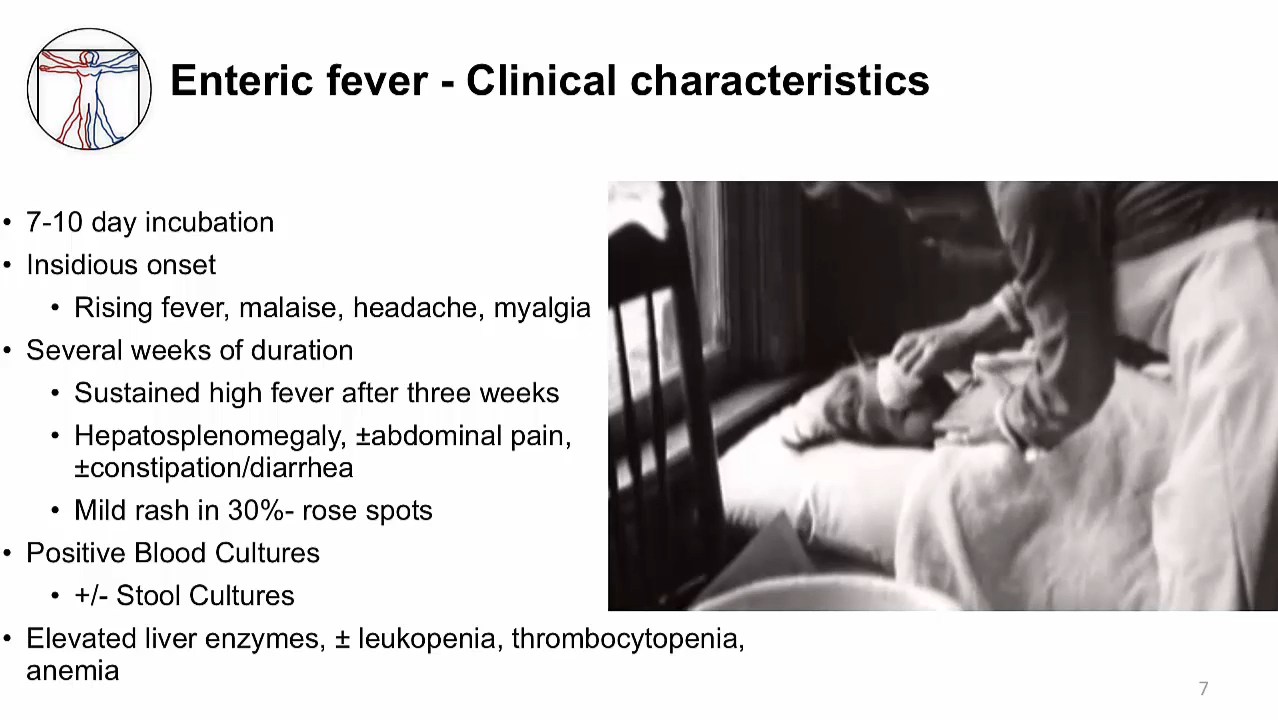 Enteric fever - Clinical characteristics
• 7-10 day incubation
• Insidious onset
• Rising fever, malaise, headache, myalgia
• Several weeks of duration
• Sustained high fever after three weeks
• Hepatosplenomegaly, ±abdominal pain,
±constipation/diarrhea
• Mild rash in 30%- rose spots
• Positive Blood Cultures
• +/- Stool Cultures
• Elevated liver enzymes, ± leukopenia, thrombocytopenia,
anemia
7